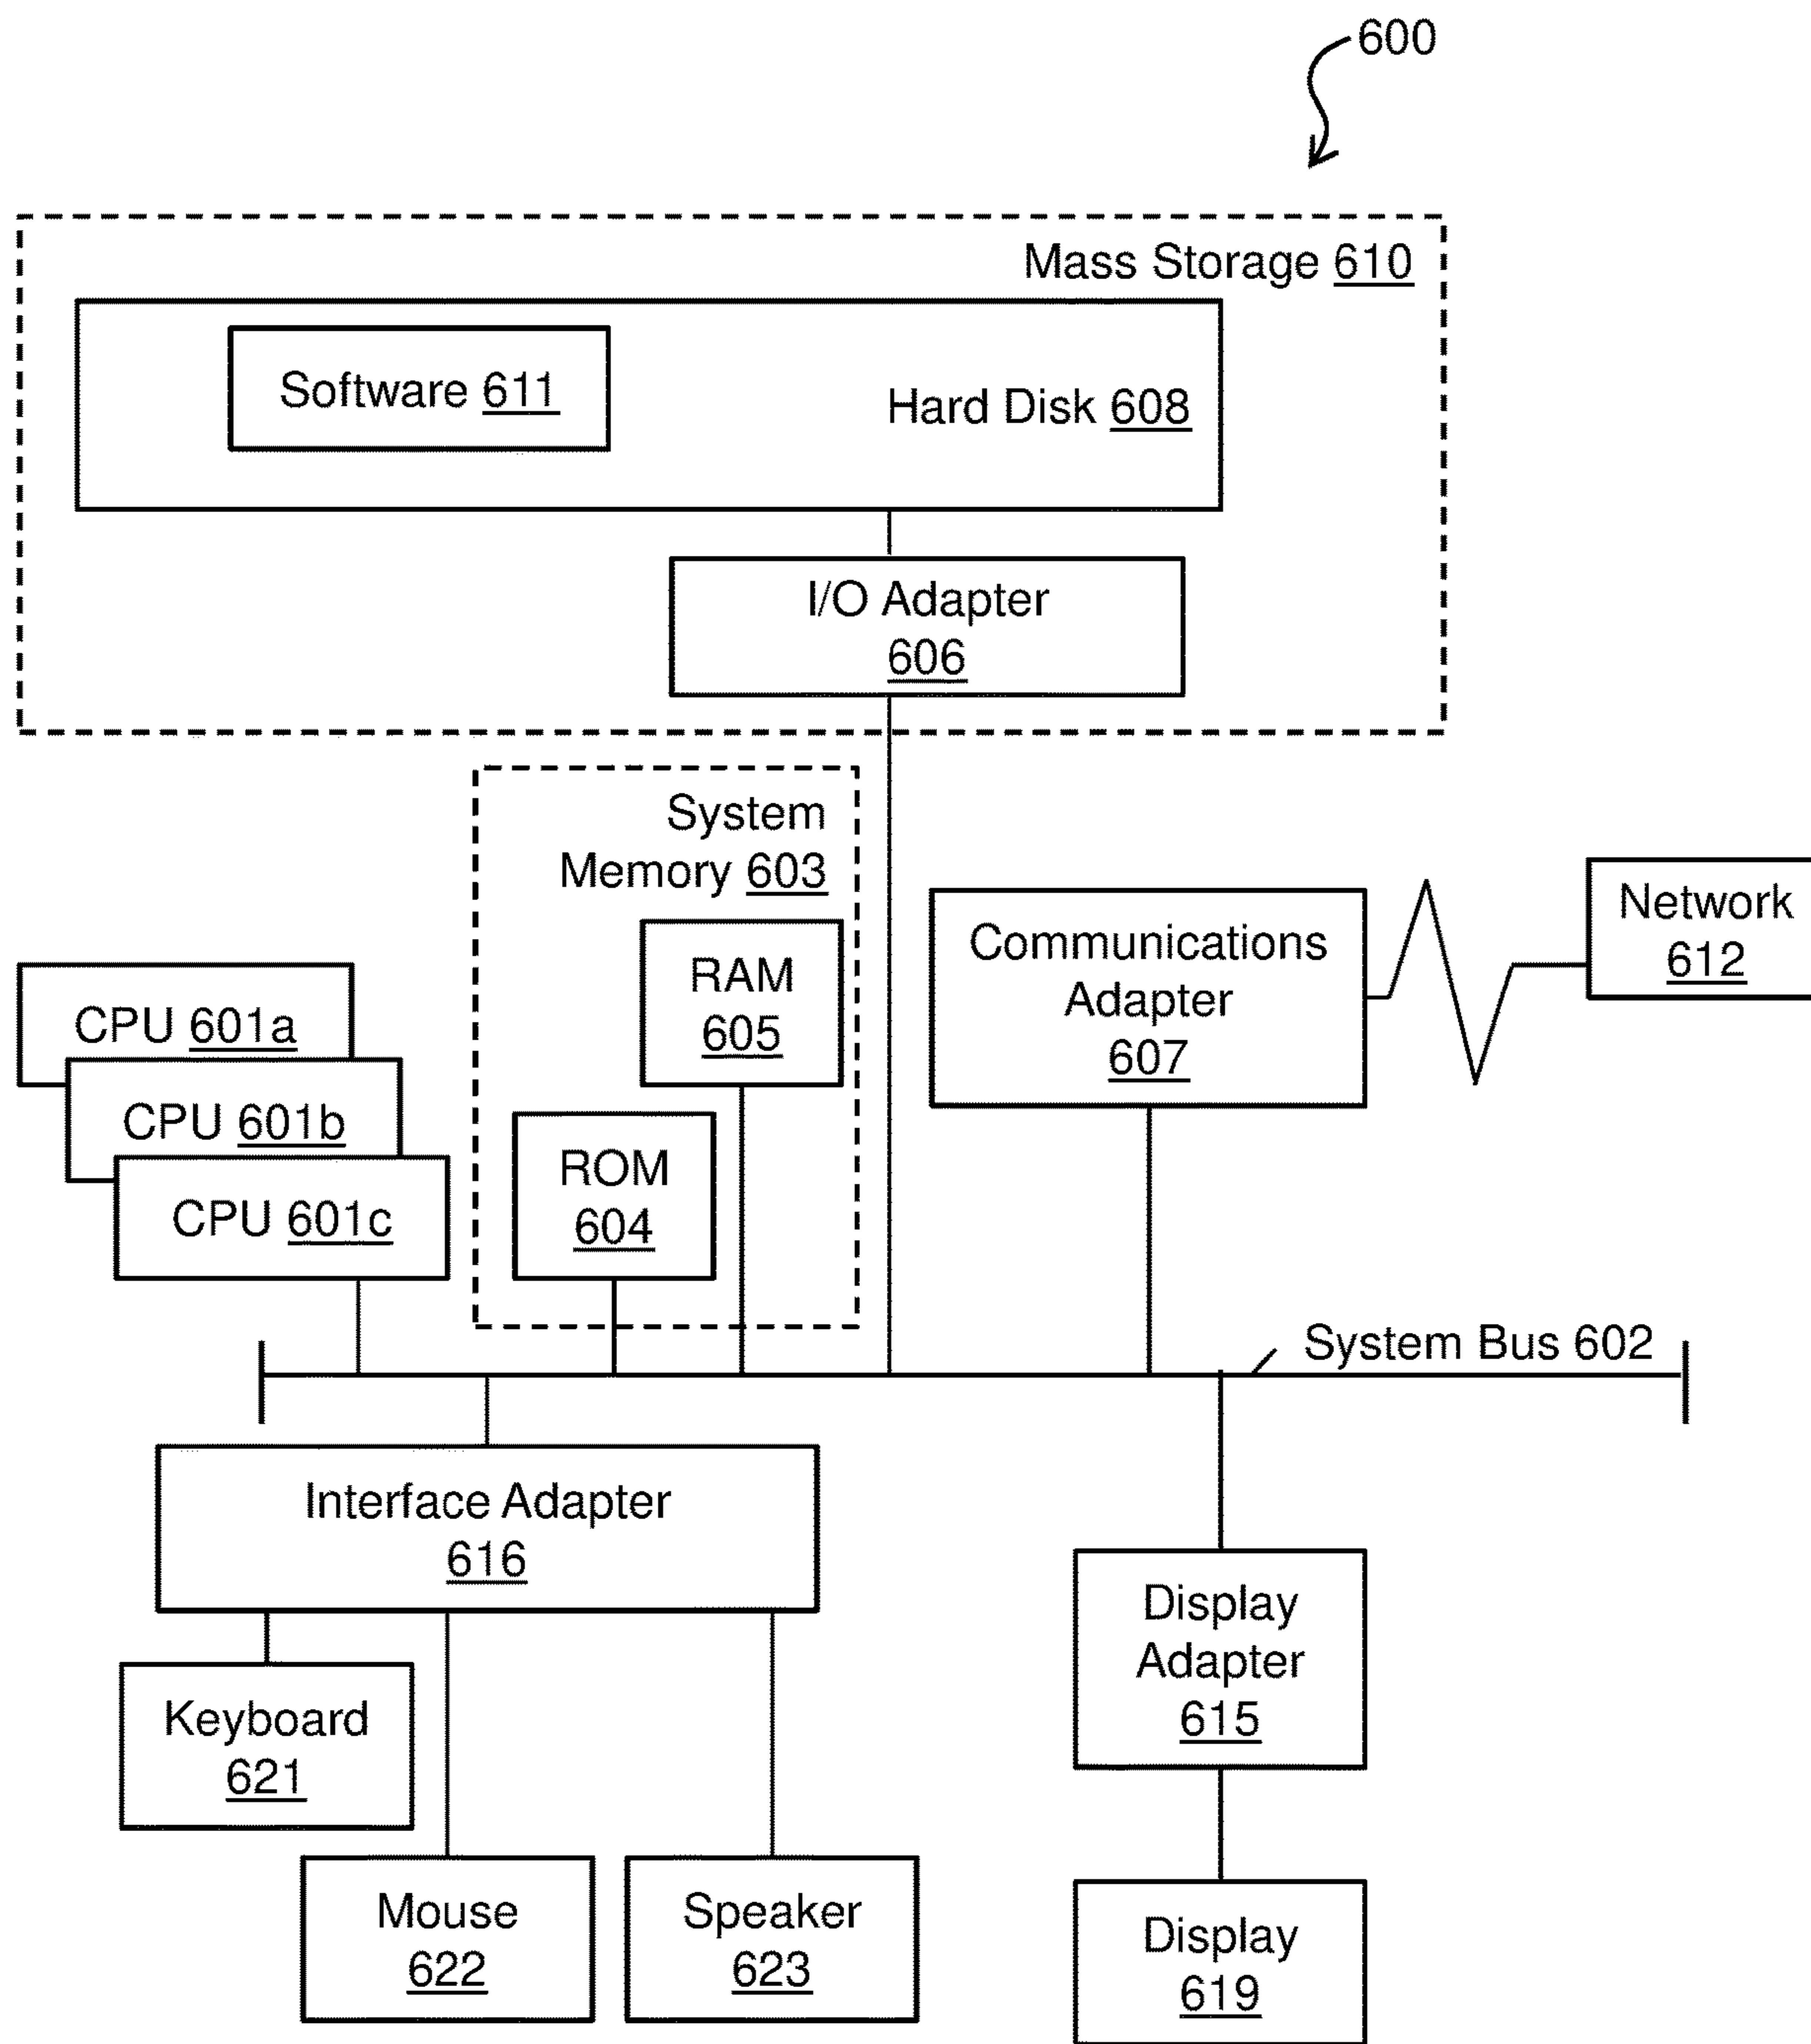 600
Mass Storage 610
Software 611
Hard Disk 608
I/O Adapter
606
System
Memory 603
RAM
605
ROM
604
Communications
Adapter
607
Network
612
CPU 601a
CPU 601b
CPU 601c
System Bus 602
Interface Adapter
616
Keyboard
621
Mouse
622
Speaker
623
Display
Adapter
615
Display
619